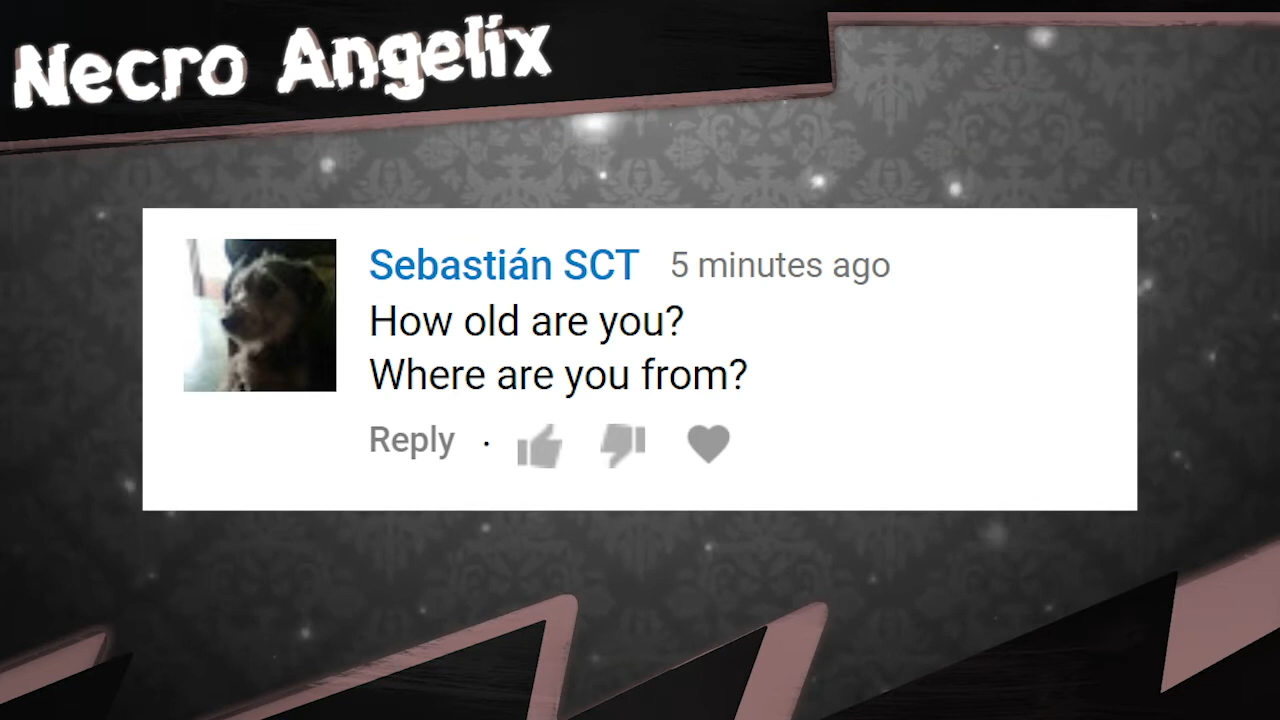 Necro Angelix
Sebastián SCT 5 minutes ago
How old are you?
Where are you from?
Reply ·